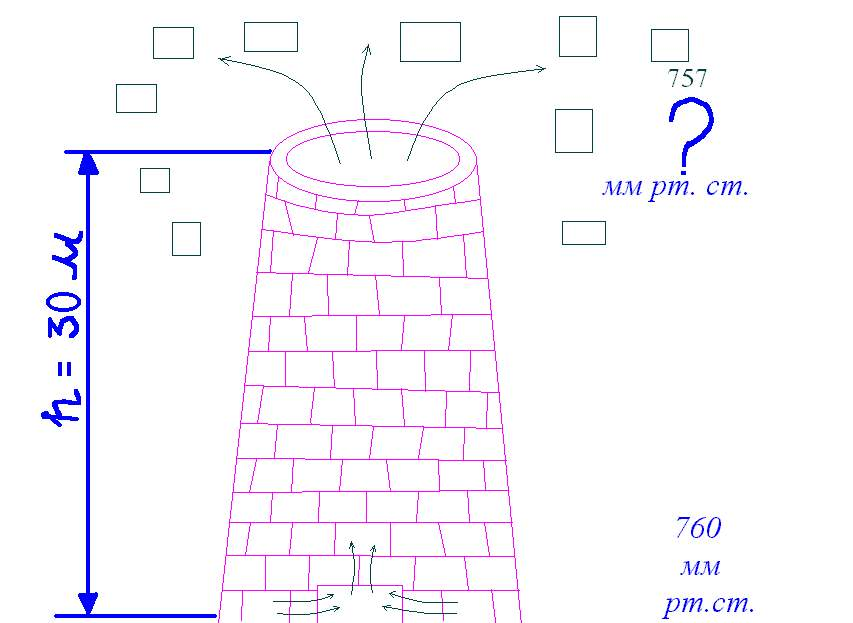 757
?
мм рт. ст.
h = 30 м
760
мм
рт.ст.